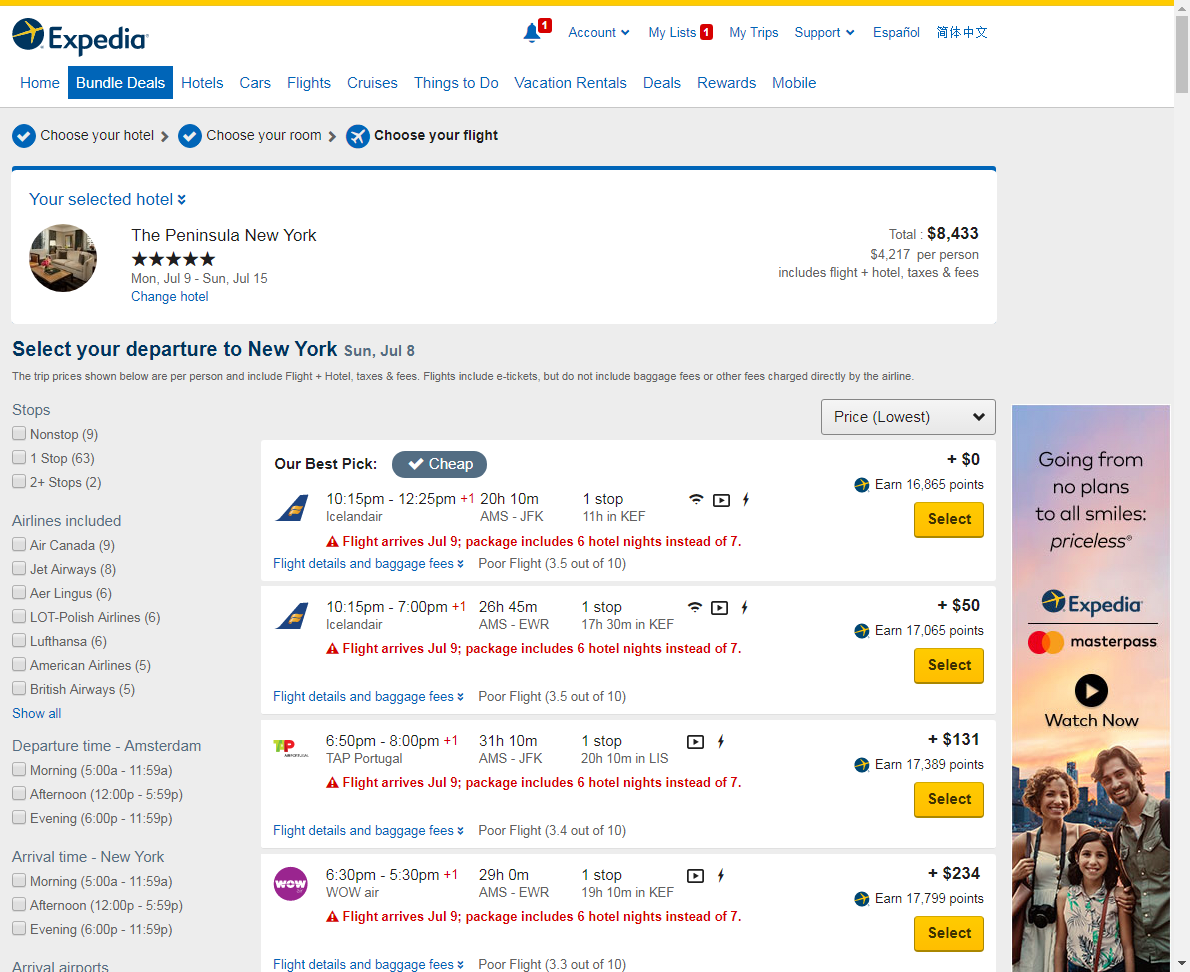 Expedia
1
Account
My Lists 1
My Trips
Support
Español
简体中文
Home
Bundle Deals
Hotels
Cars
Flights
Cruises
Things to Do
Vacation Rentals
Deals
Rewards
Mobile
Choose your hotel
Choose your room
Choose your flight
Your selected hotel
The Peninsula New York
Mon, Jul 9 - Sun, Jul 15
Change hotel
Total : $8,433
$4,217 per person
includes flight + hotel, taxes & fees
Select your departure to New York Sun, Jul 8
The trip prices shown below are per person and include Flight + Hotel, taxes & fees. Flights include e-tickets, but do not include baggage fees or other fees charged directly by the airline.
Price (Lowest)
Stops
Nonstop (9)
1 Stop (63)
2+ Stops (2)
Airlines included
Air Canada (9)
Jet Airways (8)
Aer Lingus (6)
LOT-Polish Airlines (6)
Lufthansa (6)
American Airlines (5)
British Airways (5)
Show all
Departure time - Amsterdam
Morning (5:00a - 11:59a)
Afternoon (12:00p - 5:59p)
Evening (6:00p - 11:59p)
Arrival time - New York
Morning (5:00a - 11:59a)
Afternoon (12:00p - 5:59p)
Evening (6:00p - 11:59p)
Arrival airports
Our Best Pick: Cheap
+ $0
Earn 16,865 points
10:15pm - 12:25pm +1 20h 10m 1 stop
Icelandair AMS - JFK 11h in KEF
Select
Flight arrives Jul 9; package includes 6 hotel nights instead of 7.
Flight details and baggage fees Poor Flight (3.5 out of 10)
10:15pm - 7:00pm +1 26h 45m 1 stop
+ $50
Icelandair AMS - EWR 17h 30m in KEF
Earn 17,065 points
Flight arrives Jul 9; package includes 6 hotel nights instead of 7.
Select
Flight details and baggage fees Poor Flight (3.5 out of 10)
TAP
6:50pm - 8:00pm +1 31h 10m 1 stop
+ $131
TAP Portugal AMS - JFK 20h 10m in LIS
Earn 17,389 points
Flight arrives Jul 9; package includes 6 hotel nights instead of 7.
Select
Flight details and baggage fees Poor Flight (3.4 out of 10)
WOW
6:30pm - 5:30pm +1 29h 0m 1 stop
+ $234
WOW air AMS - EWR 19h 10m in KEF
Earn 17,799 points
Flight arrives Jul 9; package includes 6 hotel nights instead of 7.
Select
Flight details and baggage fees Poor Flight (3.3 out of 10)
Going from
no plans
to all smiles:
priceless®
Expedia
masterpass
Watch Now